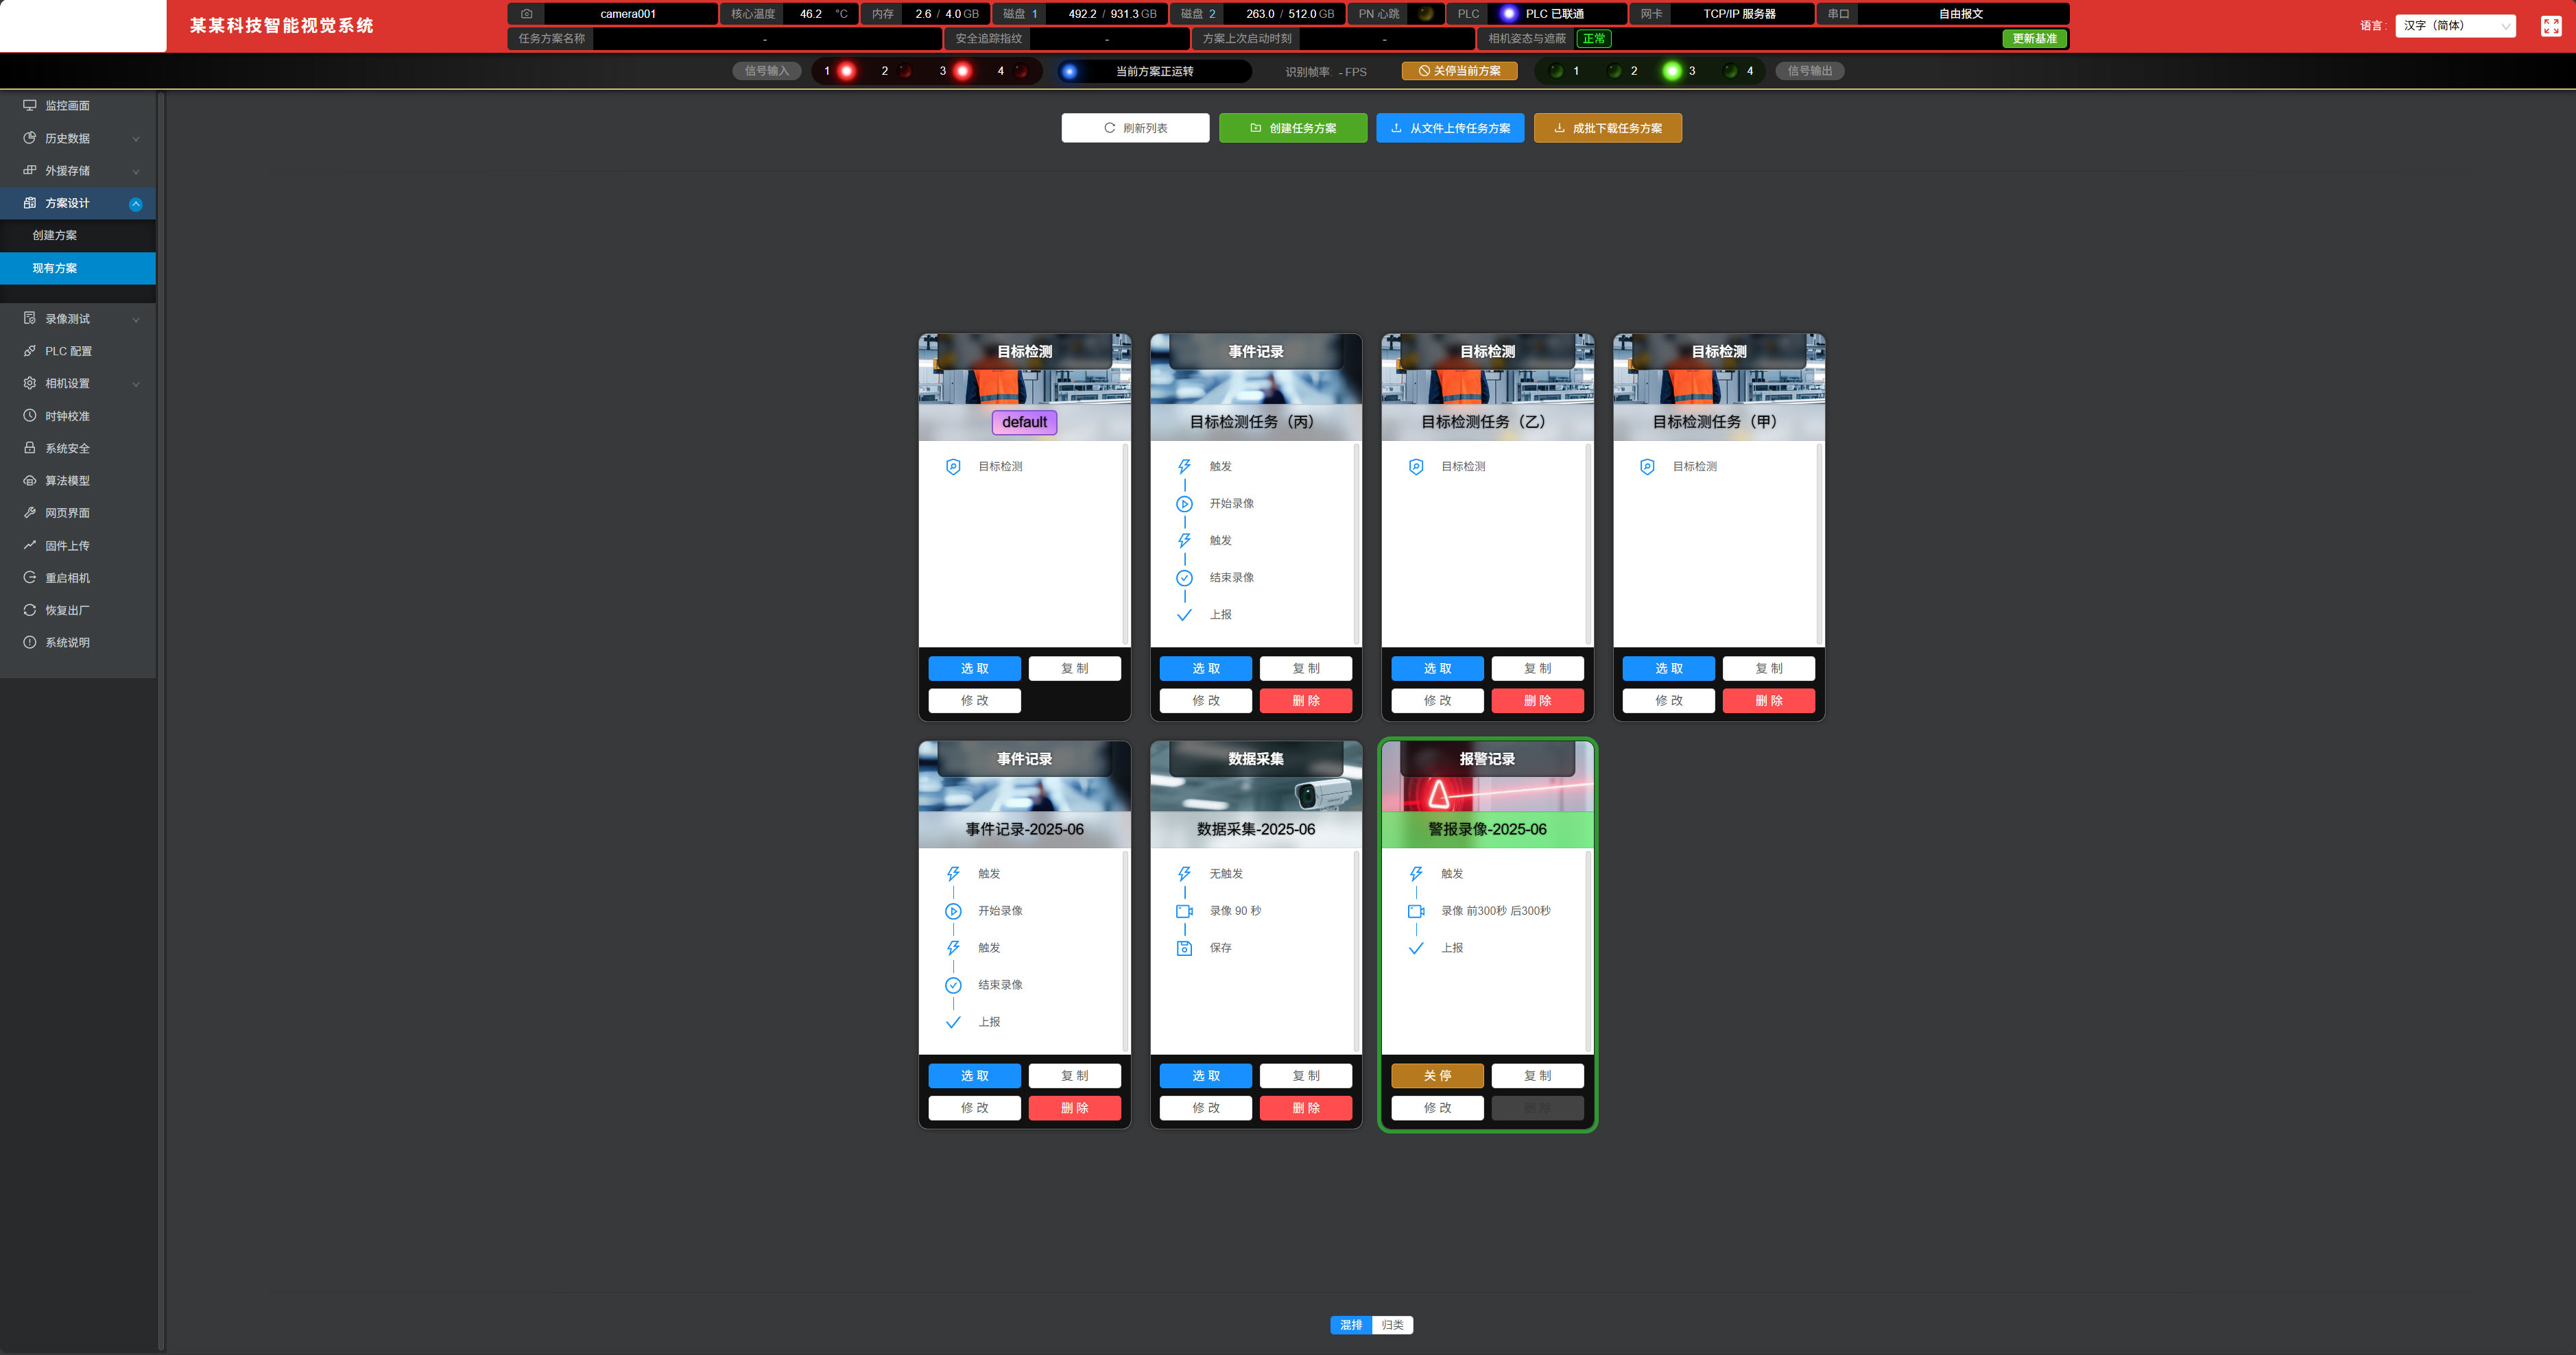 某某科技智能视觉系统
camera001
核心温度 46.2 °C
内存 2.6 / 4.0 GB
磁盘 1 492.2 / 931.3 GB
磁盘 2 263.0 / 512.0 GB
PN 心跳
PLC PLC 已联通
网卡 TCP/IP 服务器
串口 自由报文
任务方案名称 -
安全追踪指纹 -
方案上次启动时刻 -
相机姿态与遮蔽 正常
更新基准
语言: 汉字（简体）
信号输入 1 2 3 4
当前方案正运转
识别帧率: - FPS
关停当前方案
1 2 3 4 信号输出
监控画面
历史数据
外援存储
方案设计
创建方案
现有方案
录像测试
PLC 配置
相机设置
时钟校准
系统安全
算法模型
网页界面
固件上传
重启相机
恢复出厂
系统说明
刷新列表
创建任务方案
从文件上传任务方案
成批下载任务方案
目标检测
default
目标检测
选取 复制
修改
事件记录
目标检测任务（丙）
触发
开始录像
触发
结束录像
上报
选取 复制
修改 删除
目标检测
目标检测任务（乙）
目标检测
选取 复制
修改 删除
目标检测
目标检测任务（甲）
目标检测
选取 复制
修改 删除
事件记录
事件记录-2025-06
触发
开始录像
触发
结束录像
上报
选取 复制
修改 删除
数据采集
数据采集-2025-06
无触发
录像 90 秒
保存
选取 复制
修改 删除
报警记录
警报录像-2025-06
触发
录像 前300秒 后300秒
上报
关停 复制
修改 删除
混排 归类